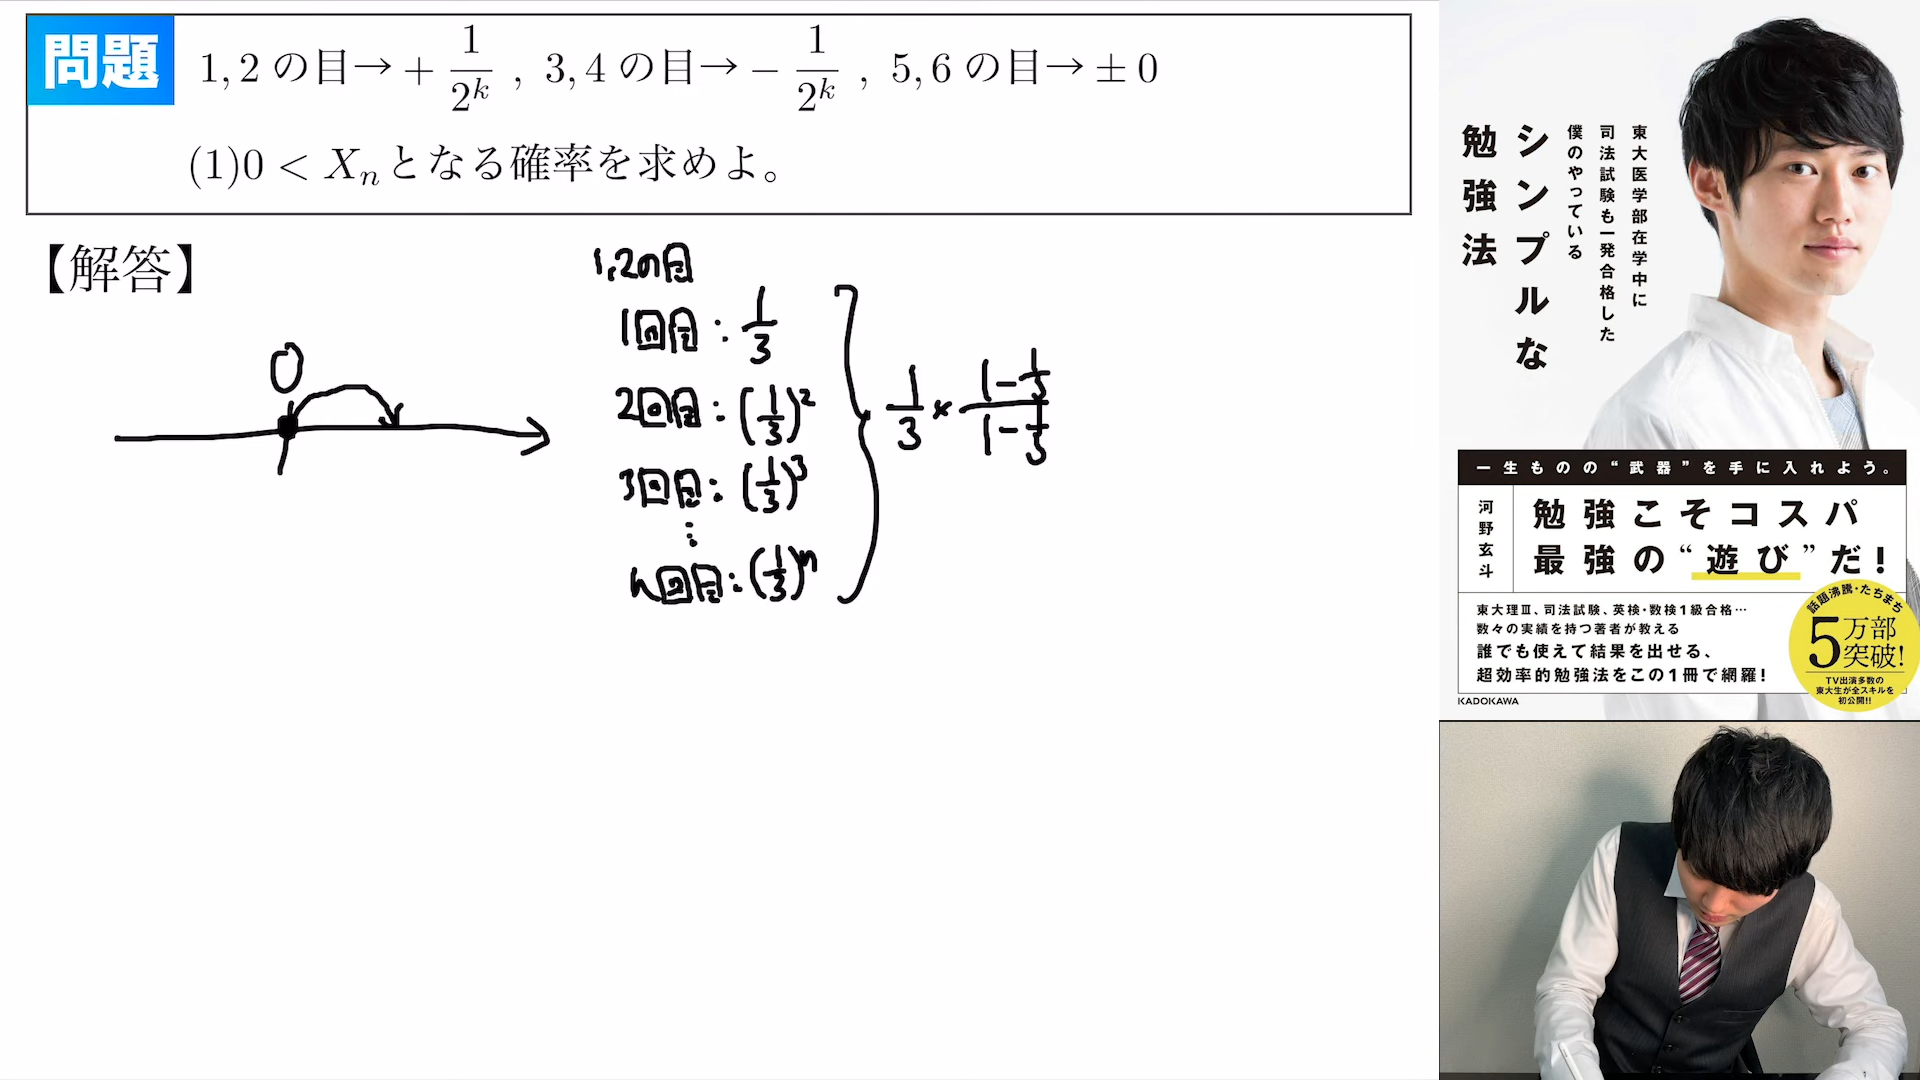 問題
1, 2 の目→ + 1/2^k , 3, 4 の目→ − 1/2^k , 5, 6 の目→ ± 0
(1)0 < X_n となる確率を求めよ。
【解答】
0
1,2の目
1回目 : 1/3
2回目 : (1/3)^2
3回目 : (1/3)^3
⋮
n回目 : (1/3)^n
1/3 × (1 − 1/3)/(1 − 1/3)
東大医学部在学中に
司法試験も一発合格した
僕のやっている
シンプルな
勉強法
一生ものの“武器”を手に入れよう。
河野玄斗
勉強こそコスパ
最強の“遊び”だ!
東大理Ⅲ、司法試験、英検・数検1級合格…
数々の実績を持つ著者が教える
誰でも使えて結果を出せる、
超効率的勉強法をこの1冊で網羅!
KADOKAWA
話題沸騰・たちまち
5万部
突破!
TV出演多数の
東大生が全スキルを
初公開!!